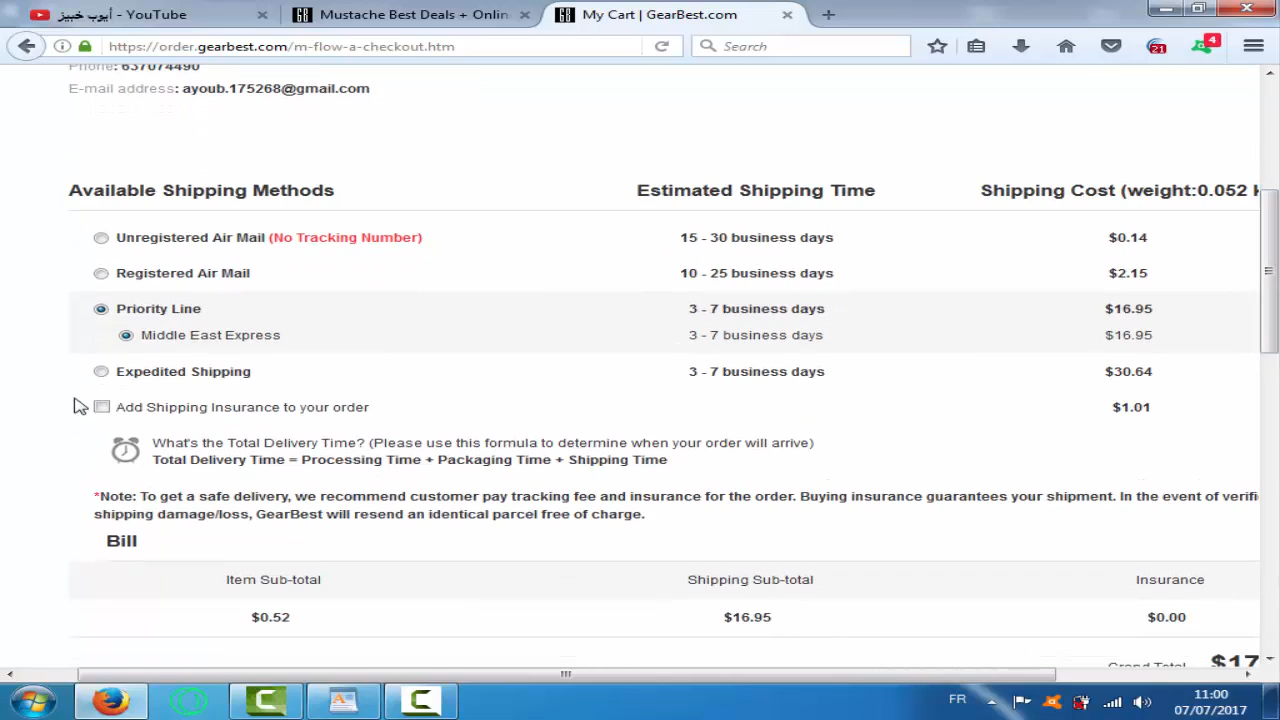 أيوب خبيز - YouTube
Mustache Best Deals + Onlin
My Cart | GearBest.com
https://order.gearbest.com/m-flow-a-checkout.htm
Search
4
21
Phone: 637074490
E-mail address: ayoub.175268@gmail.com
Available Shipping Methods Estimated Shipping Time Shipping Cost (weight:0.052
Unregistered Air Mail (No Tracking Number) 15 - 30 business days $0.14
Registered Air Mail 10 - 25 business days $2.15
Priority Line 3 - 7 business days $16.95
Middle East Express 3 - 7 business days $16.95
Expedited Shipping 3 - 7 business days $30.64
Add Shipping Insurance to your order $1.01
What's the Total Delivery Time? (Please use this formula to determine when your order will arrive)
Total Delivery Time = Processing Time + Packaging Time + Shipping Time
*Note: To get a safe delivery, we recommend customer pay tracking fee and insurance for the order. Buying insurance guarantees your shipment. In the event of verifi
shipping damage/loss, GearBest will resend an identical parcel free of charge.
Bill
Item Sub-total Shipping Sub-total Insurance
$0.52 $16.95 $0.00
Grand Total $17
FR
11:00
07/07/2017